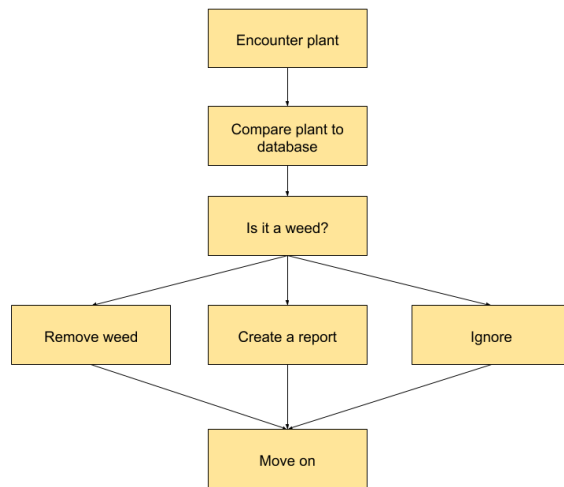 Encounter plant
Compare plant to
database
Is it a weed?
Remove weed
Create a report
Ignore
Move on